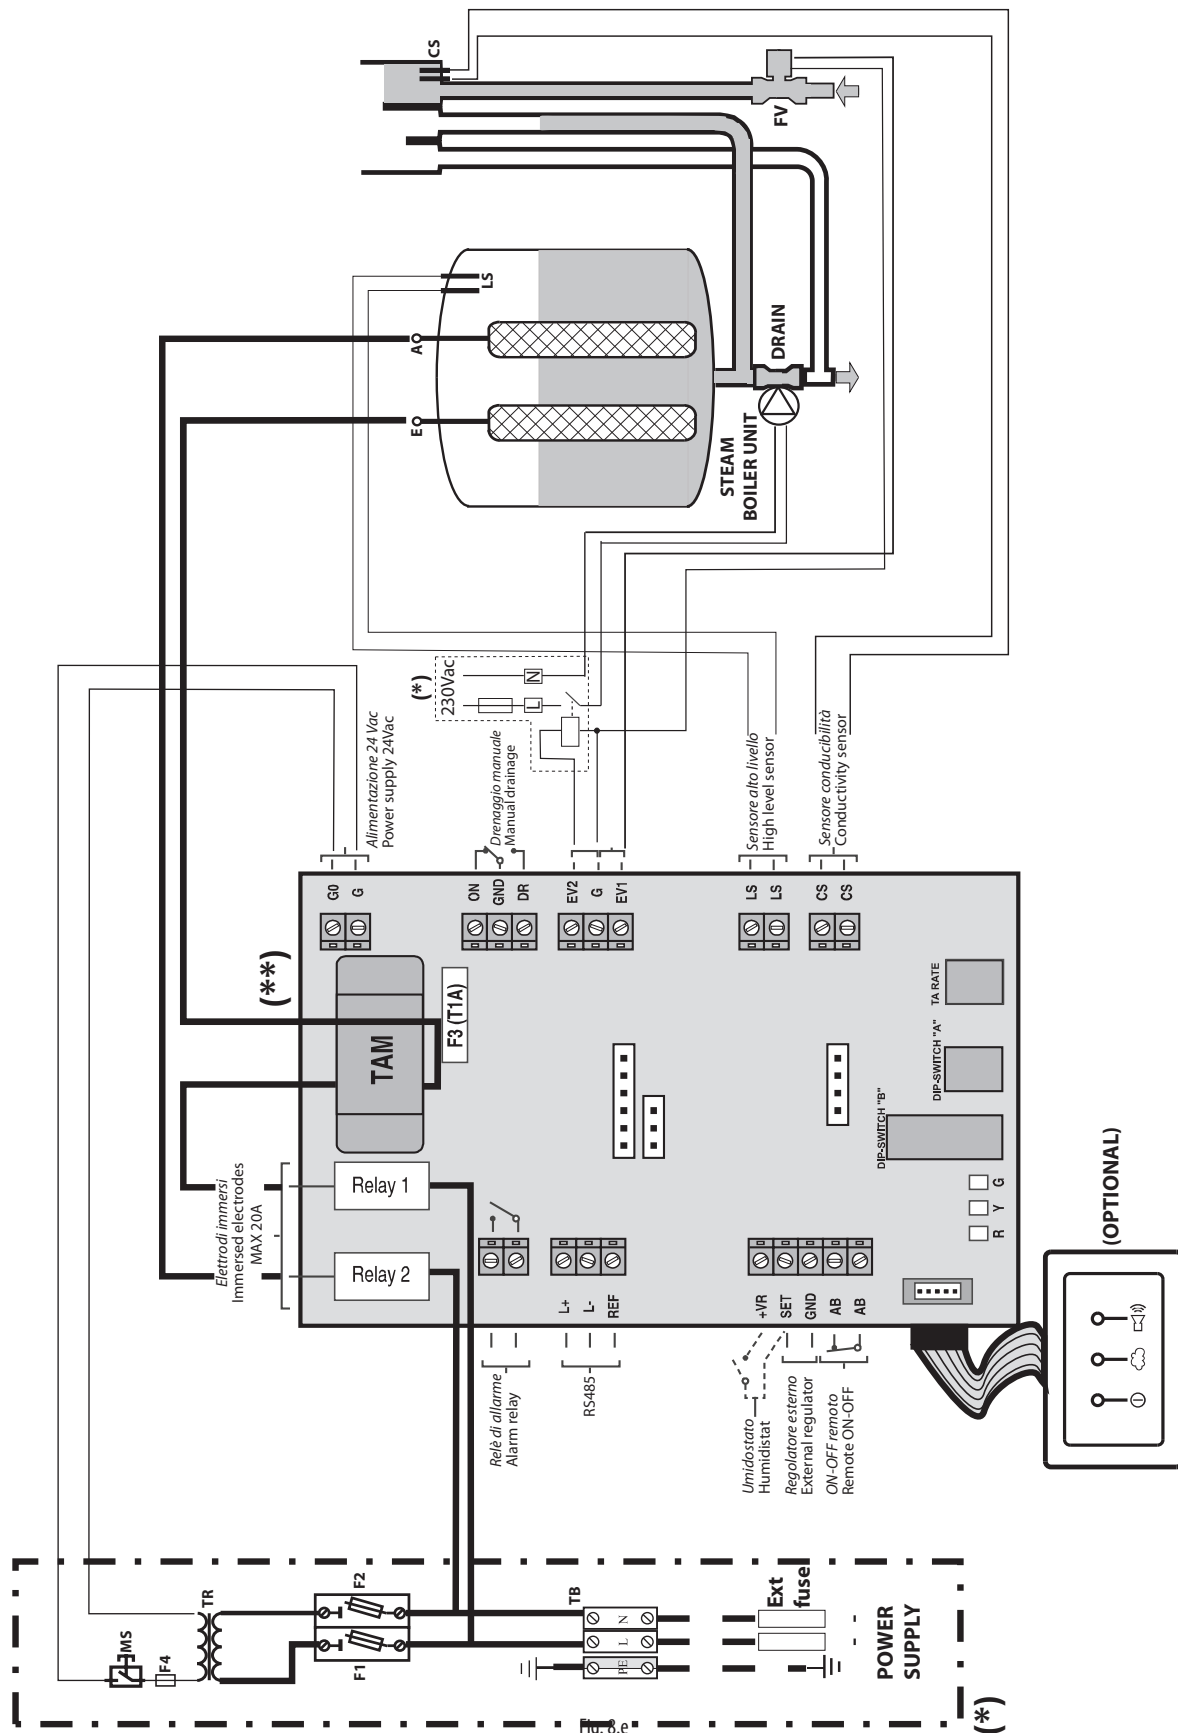 CS
FV
LS
A
E
DRAIN
STEAM
BOILER UNIT
(*)
230Vac
N
L
Alimentazione 24 Vac
Power supply 24Vac
Drenaggio manuale
Manual drainage
Sensore alto livello
High level sensor
Sensore conducibilità
Conductivity sensor
G0
G
ON
GND
DR
EV2
G
EV1
LS
LS
CS
CS
(**)
TAM
F3 (T1A)
TA RATE
DIP-SWITCH "A"
DIP-SWITCH "B"
Elettrodi immersi
Immersed electrodes
MAX 20A
Relay 1
Relay 2
L+
L-
REF
+VR
SET
GND
AB
AB
R
Y
G
Relè di allarme
Alarm relay
RS485
Umidostato
Humidistat
Regolatore esterno
External regulator
ON-OFF remoto
Remote ON-OFF
(OPTIONAL)
MS
F4
TR
F2
F1
TB
N
L
PE
Ext
fuse
POWER
SUPPLY
(*)
Fig. 8.e